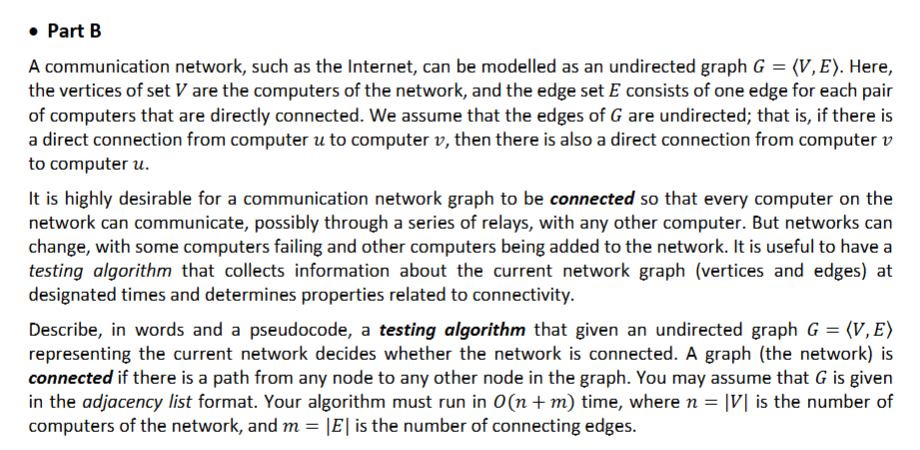 • Part B
A communication network, such as the Internet, can be modelled as an undirected graph G = ⟨V, E⟩. Here,
the vertices of set V are the computers of the network, and the edge set E consists of one edge for each pair
of computers that are directly connected. We assume that the edges of G are undirected; that is, if there is
a direct connection from computer u to computer v, then there is also a direct connection from computer v
to computer u.
It is highly desirable for a communication network graph to be connected so that every computer on the
network can communicate, possibly through a series of relays, with any other computer. But networks can
change, with some computers failing and other computers being added to the network. It is useful to have a
testing algorithm that collects information about the current network graph (vertices and edges) at
designated times and determines properties related to connectivity.
Describe, in words and a pseudocode, a testing algorithm that given an undirected graph G = ⟨V, E⟩
representing the current network decides whether the network is connected. A graph (the network) is
connected if there is a path from any node to any other node in the graph. You may assume that G is given
in the adjacency list format. Your algorithm must run in O(n + m) time, where n = |V| is the number of
computers of the network, and m = |E| is the number of connecting edges.